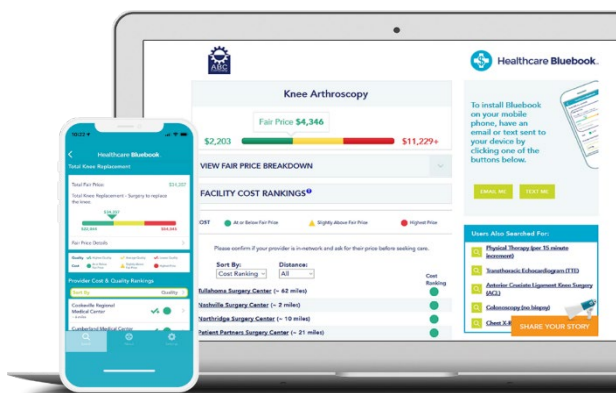 ABC
Healthcare Bluebook.
Knee Arthroscopy
Fair Price $4,346
$2,203
$11,229+
VIEW FAIR PRICE BREAKDOWN
FACILITY COST RANKINGS
COST At or Below Fair Price Slightly Above Fair Price Highest Price
Please confirm if your provider is in-network and ask for their price before seeking care.
Sort By: Distance:
Cost Ranking All
Cost Ranking
Tullahoma Surgery Center (~ 62 miles)
Nashville Surgery Center (~ 2 miles)
Northridge Surgery Center (~ 10 miles)
Patient Partners Surgery Center (~ 21 miles)
To install Bluebook
on your mobile
phone, have an
email or text sent to
your device by
clicking one of the
buttons below.
EMAIL ME TEXT ME
Users Also Searched For:
Physical Therapy (per 15 minute
increment)
Transthoracic Echocardiogram (TTE)
Anterior Cruciate Ligament Knee Surgery
(ACL)
Colonoscopy (no biopsy)
Chest X-
SHARE YOUR STORY
Healthcare Bluebook.
Total Knee Replacement
Total Fair Price:
Total Knee Replacement - Surgery to replace
the knee.
Fair Price Details
Quality
Cost
Provider Cost & Quality Rankings
Sort By Quality
Cookeville Regional
Medical Center
Cumberland Medical Center